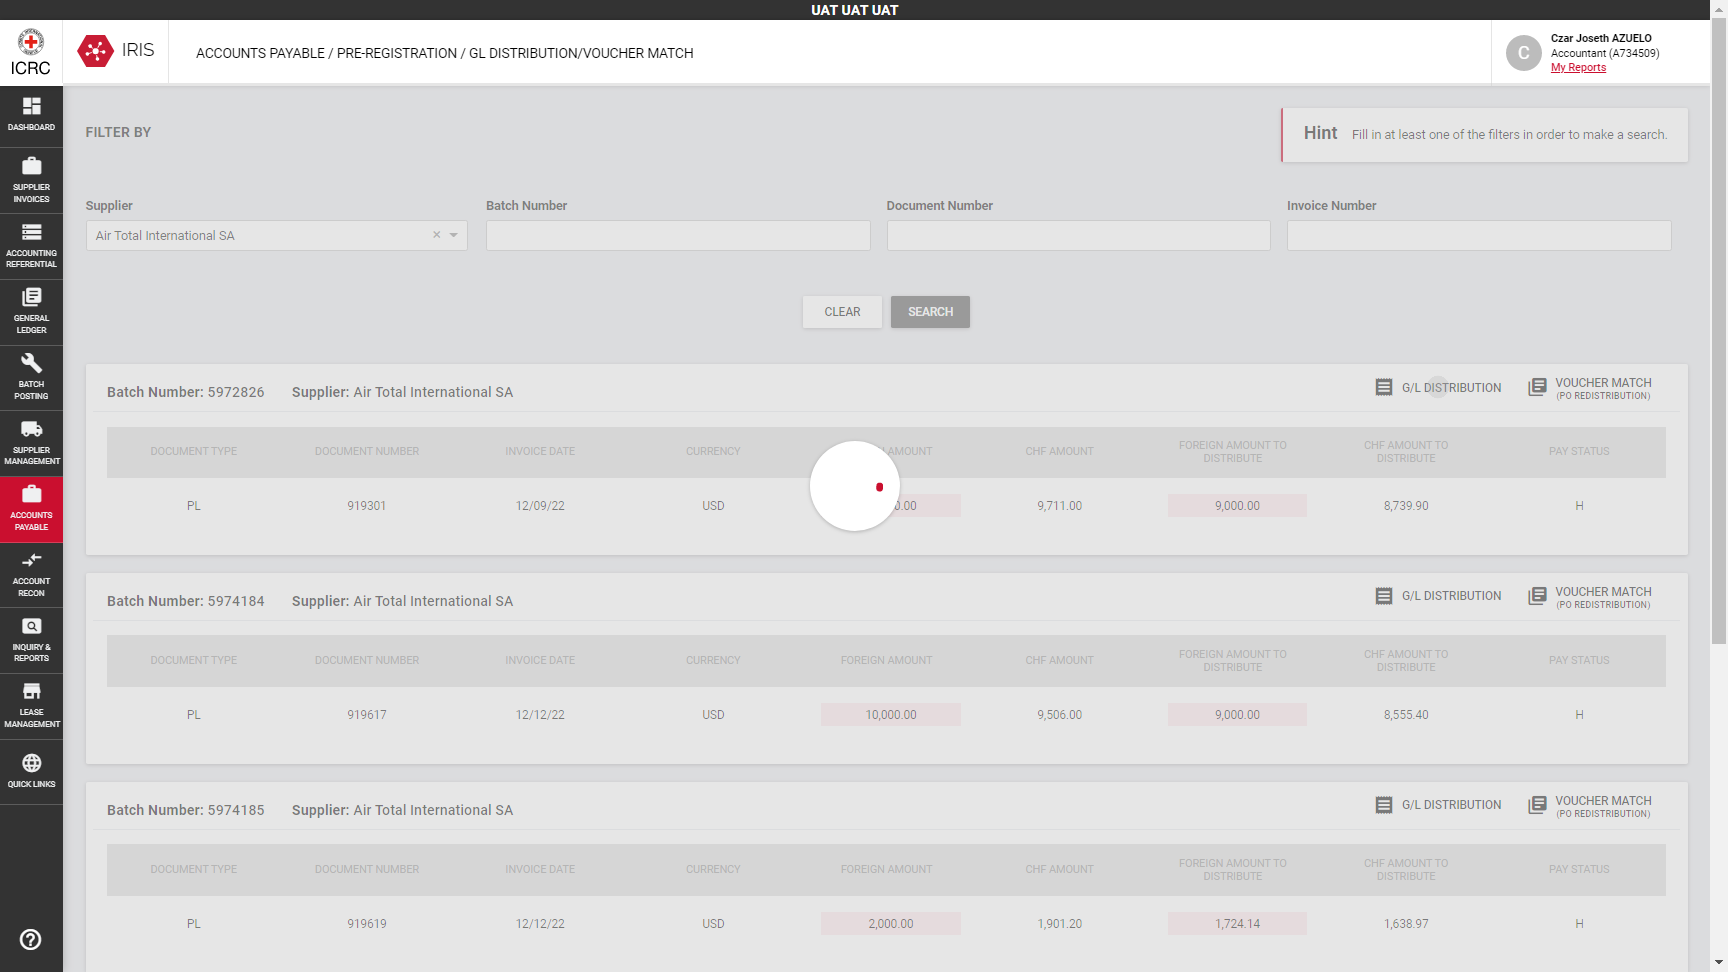 UAT UAT UAT
ICRC
IRIS
ACCOUNTS PAYABLE / PRE-REGISTRATION / GL DISTRIBUTION/VOUCHER MATCH
C
Czar Joseth AZUELO
Accountant (A734509)
My Reports
DASHBOARD
SUPPLIER
INVOICES
ACCOUNTING
REFERENTIAL
GENERAL
LEDGER
BATCH
POSTING
SUPPLIER
MANAGEMENT
ACCOUNTS
PAYABLE
ACCOUNT
RECON
INQUIRY &
REPORTS
LEASE
MANAGEMENT
QUICK LINKS
FILTER BY
Hint Fill in at least one of the filters in order to make a search.
Supplier Batch Number Document Number Invoice Number
Air Total International SA
CLEAR SEARCH
Batch Number: 5972826 Supplier: Air Total International SA G/L DISTRIBUTION VOUCHER MATCH
(PO REDISTRIBUTION)
DOCUMENT TYPE DOCUMENT NUMBER INVOICE DATE CURRENCY AMOUNT CHF AMOUNT FOREIGN AMOUNT TO DISTRIBUTE CHF AMOUNT TO DISTRIBUTE PAY STATUS
PL 919301 12/09/22 USD 0.00 9,711.00 9,000.00 8,739.90 H
Batch Number: 5974184 Supplier: Air Total International SA G/L DISTRIBUTION VOUCHER MATCH
(PO REDISTRIBUTION)
DOCUMENT TYPE DOCUMENT NUMBER INVOICE DATE CURRENCY FOREIGN AMOUNT CHF AMOUNT FOREIGN AMOUNT TO DISTRIBUTE CHF AMOUNT TO DISTRIBUTE PAY STATUS
PL 919617 12/12/22 USD 10,000.00 9,506.00 9,000.00 8,555.40 H
Batch Number: 5974185 Supplier: Air Total International SA G/L DISTRIBUTION VOUCHER MATCH
(PO REDISTRIBUTION)
DOCUMENT TYPE DOCUMENT NUMBER INVOICE DATE CURRENCY FOREIGN AMOUNT CHF AMOUNT FOREIGN AMOUNT TO DISTRIBUTE CHF AMOUNT TO DISTRIBUTE PAY STATUS
PL 919619 12/12/22 USD 2,000.00 1,901.20 1,724.14 1,638.97 H